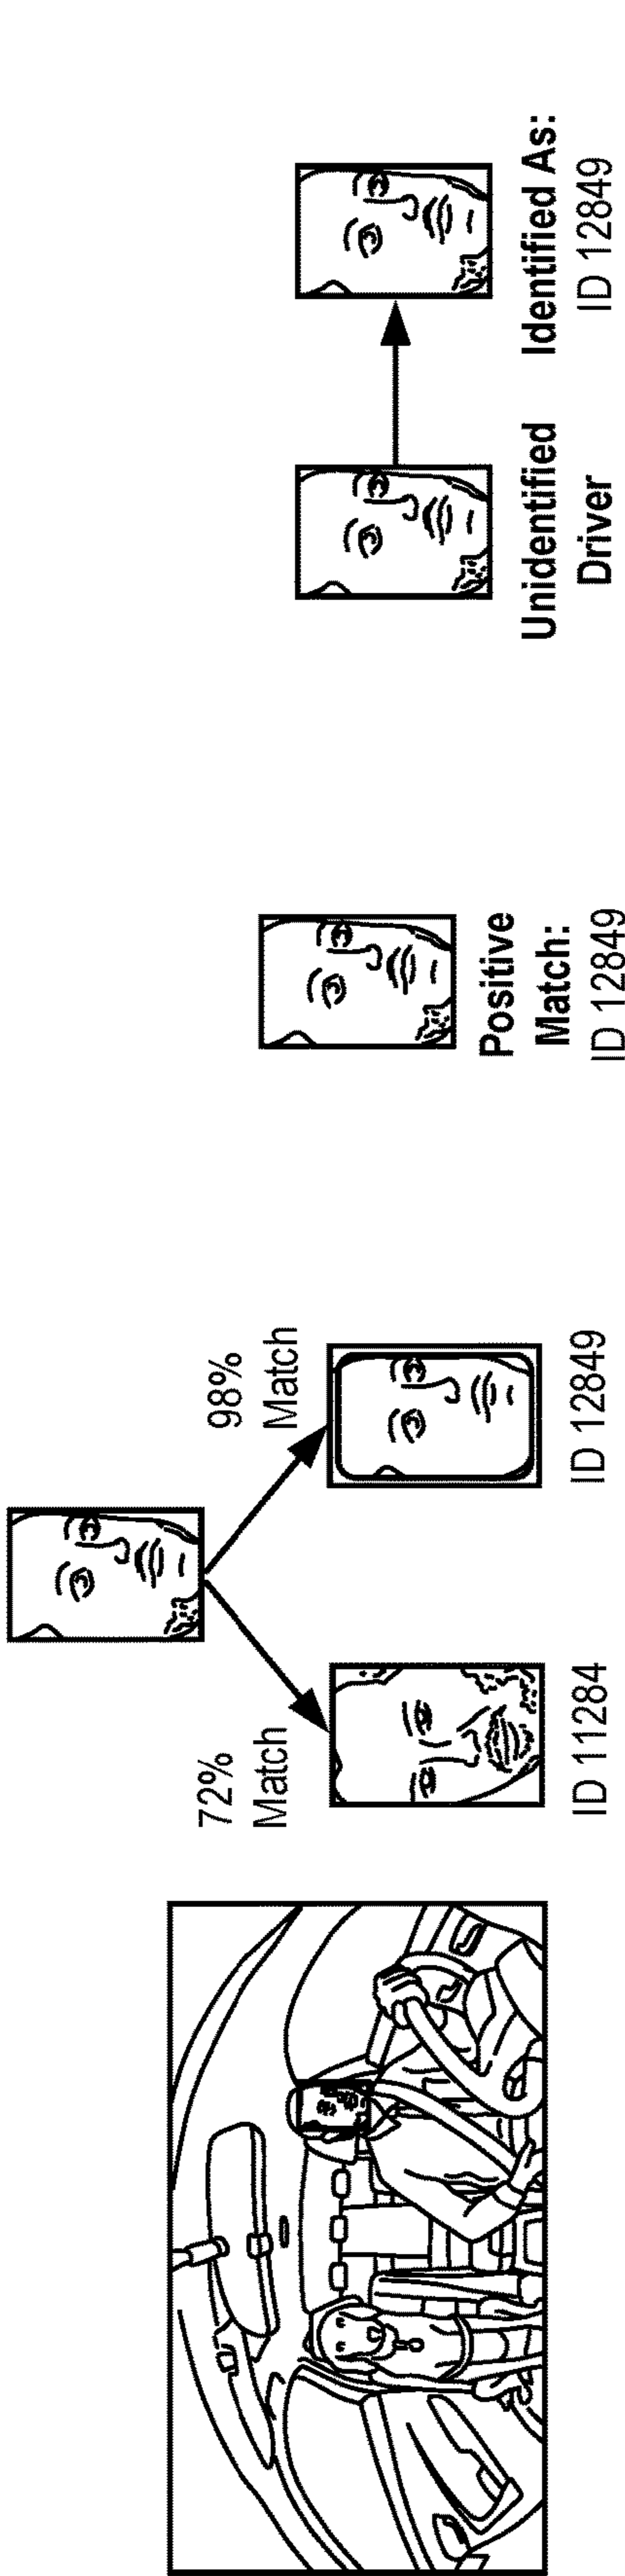 72%
Match
98%
Match
ID 11284
ID 12849
Positive
Match:
ID 12849
Unidentified
Driver
Identified As:
ID 12849